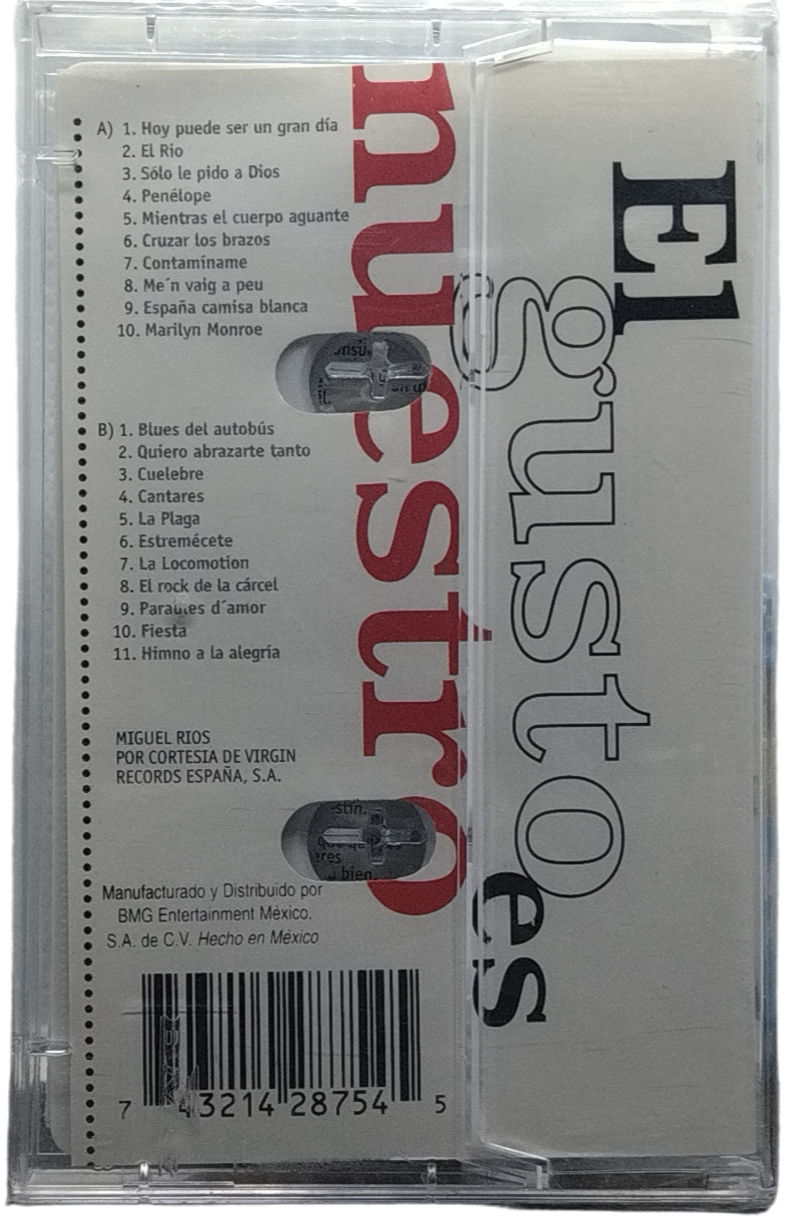 A) 1. Hoy puede ser un gran día
2. El Rio
3. Sólo le pido a Dios
4. Penélope
5. Mientras el cuerpo aguante
6. Cruzar los brazos
7. Contamíname
8. Me´n vaig a peu
9. España camisa blanca
10. Marilyn Monroe
B) 1. Blues del autobús
2. Quiero abrazarte tanto
3. Cuelebre
4. Cantares
5. La Plaga
6. Estremécete
7. La Locomotion
8. El rock de la cárcel
9. Paraules d´amor
10. Fiesta
11. Himno a la alegría
MIGUEL RIOS
POR CORTESIA DE VIRGIN
RECORDS ESPAÑA, S.A.
Manufacturado y Distribuido por
BMG Entertainment México.
S.A. de C.V. Hecho en México
7 43214 28754 5
El
gusto
es
nuestro